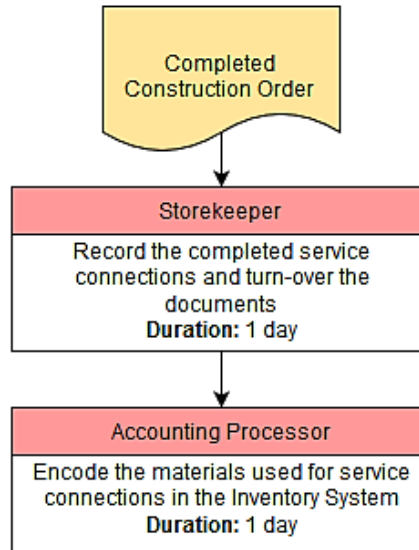 Completed
Construction Order
Storekeeper
Record the completed service
connections and turn-over the
documents
Duration: 1 day
Accounting Processor
Encode the materials used for service
connections in the Inventory System
Duration: 1 day